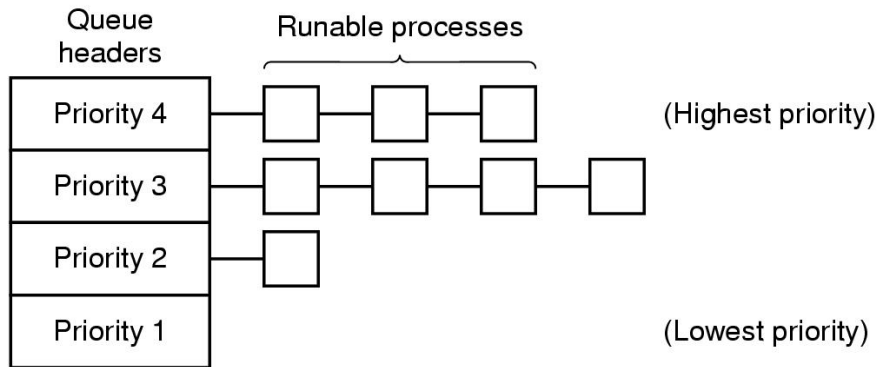 Queue
headers
Runable processes
Priority 4
(Highest priority)
Priority 3
Priority 2
Priority 1
(Lowest priority)